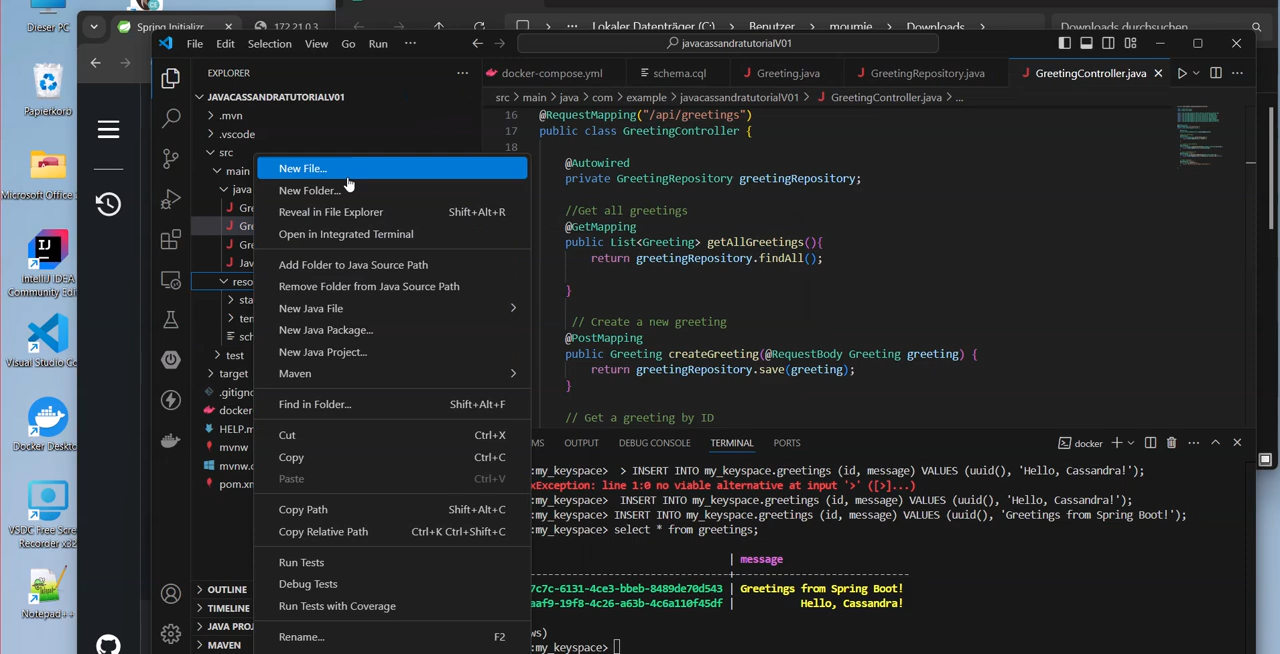 Dieser PC
Spring Initializr
172.21.0.3
Lokaler Datenträger (C:) > Benutzer > moumie > Downloads >
Downloads durchsuchen
File Edit Selection View Go Run ...
javacassandratutorialV01
Papierkorb
Microsoft Office
IntelliJ IDEA
Community Edi
Visual Studio Co
Docker Deskto
VSDC Free Scre
Recorder x32
Notepad++
EXPLORER
JAVACASSANDRATUTORIALV01
.mvn
.vscode
src
main
java
Gre
Gre
Gre
Jav
reso
sta
ten
sch
test
target
.gitigno
docker
HELP.m
mvnw
mvnw.c
pom.xm
OUTLINE
TIMELINE
JAVA PRO
MAVEN
New File...
New Folder...
Reveal in File Explorer Shift+Alt+R
Open in Integrated Terminal
Add Folder to Java Source Path
Remove Folder from Java Source Path
New Java File
New Java Package...
New Java Project...
Maven
Find in Folder... Shift+Alt+F
Cut Ctrl+X
Copy Ctrl+C
Paste Ctrl+V
Copy Path Shift+Alt+C
Copy Relative Path Ctrl+K Ctrl+Shift+C
Run Tests
Debug Tests
Run Tests with Coverage
Rename... F2
docker-compose.yml schema.cql Greeting.java GreetingRepository.java GreetingController.java
src > main > java > com > example > javacassandratutorialV01 > GreetingController.java > ...
16 @RequestMapping("/api/greetings")
17 public class GreetingController {
18
@Autowired
private GreetingRepository greetingRepository;
//Get all greetings
@GetMapping
public List<Greeting> getAllGreetings(){
return greetingRepository.findAll();
}
// Create a new greeting
@PostMapping
public Greeting createGreeting(@RequestBody Greeting greeting) {
return greetingRepository.save(greeting);
}
// Get a greeting by ID
MS OUTPUT DEBUG CONSOLE TERMINAL PORTS
docker
:my_keyspace> > INSERT INTO my_keyspace.greetings (id, message) VALUES (uuid(), 'Hello, Cassandra!');
xException: line 1:0 no viable alternative at input '>' ([>]...)
:my_keyspace>  INSERT INTO my_keyspace.greetings (id, message) VALUES (uuid(), 'Hello, Cassandra!');
:my_keyspace> INSERT INTO my_keyspace.greetings (id, message) VALUES (uuid(), 'Greetings from Spring Boot!');
:my_keyspace> select * from greetings;
| message
7c7c-6131-4ce3-bbeb-8489de70d543 | Greetings from Spring Boot!
aaf9-19f8-4c26-a63b-4c6a110f45df | Hello, Cassandra!
ws)
:my_keyspace>